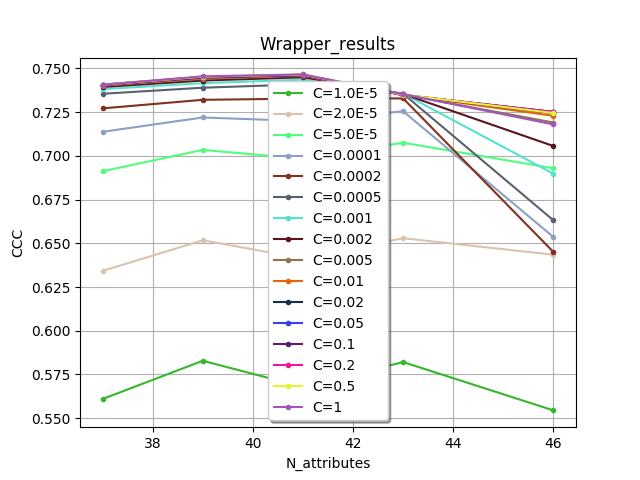 Wrapper_results
0.750
0.725
0.700
0.675
0.650
0.625
0.600
0.575
0.550
CCC
C=1.0E-5
C=2.0E-5
C=5.0E-5
C=0.0001
C=0.0002
C=0.0005
C=0.001
C=0.002
C=0.005
C=0.01
C=0.02
C=0.05
C=0.1
C=0.2
C=0.5
C=1
38 40 42 44 46
N_attributes